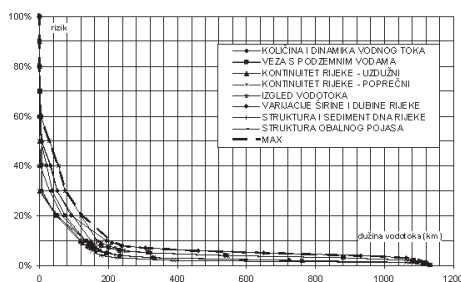 100%
rizik
80%
60%
40%
20%
0%
KOLIČINA I DINAMIKA VODNOG TOKA
VEZA S PODZEMNIM VODAMA
KONTINUITET RIJEKE - UZDUŽNI
KONTINUITET RIJEKE - POPREČNI
IZGLED VODOTOKA
VARIJACIJE ŠIRINE I DUBINE RIJEKE
STRUKTURA I SEDIMENT DNA RIJEKE
STRUKTURA OBALNOG POJASA
MAX
dužina vodotoka (km)
0 200 400 600 800 1000 1200